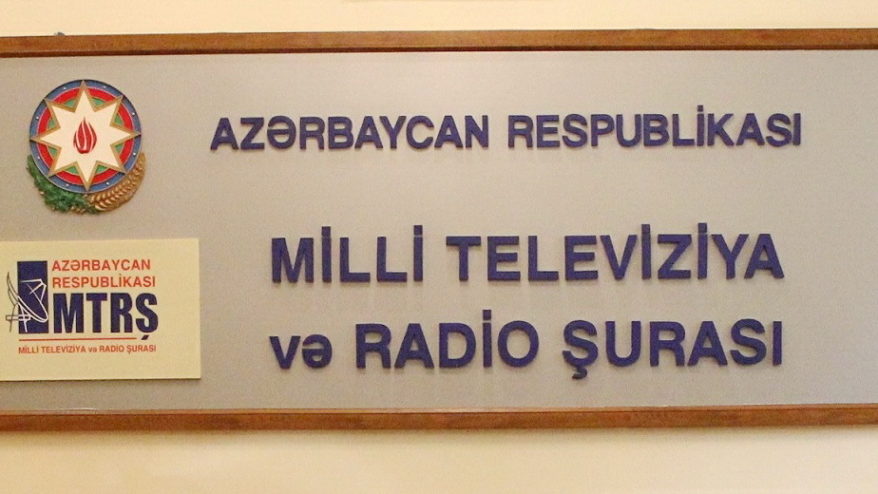 AZƏRBAYCAN RESPUBLİKASI
MİLLİ TELEVİZİYA
və RADİO ŞURASI
AZƏRBAYCAN
RESPUBLİKASI
MTRŞ
MİLLİ TELEVİZİYA və RADİO ŞURASI